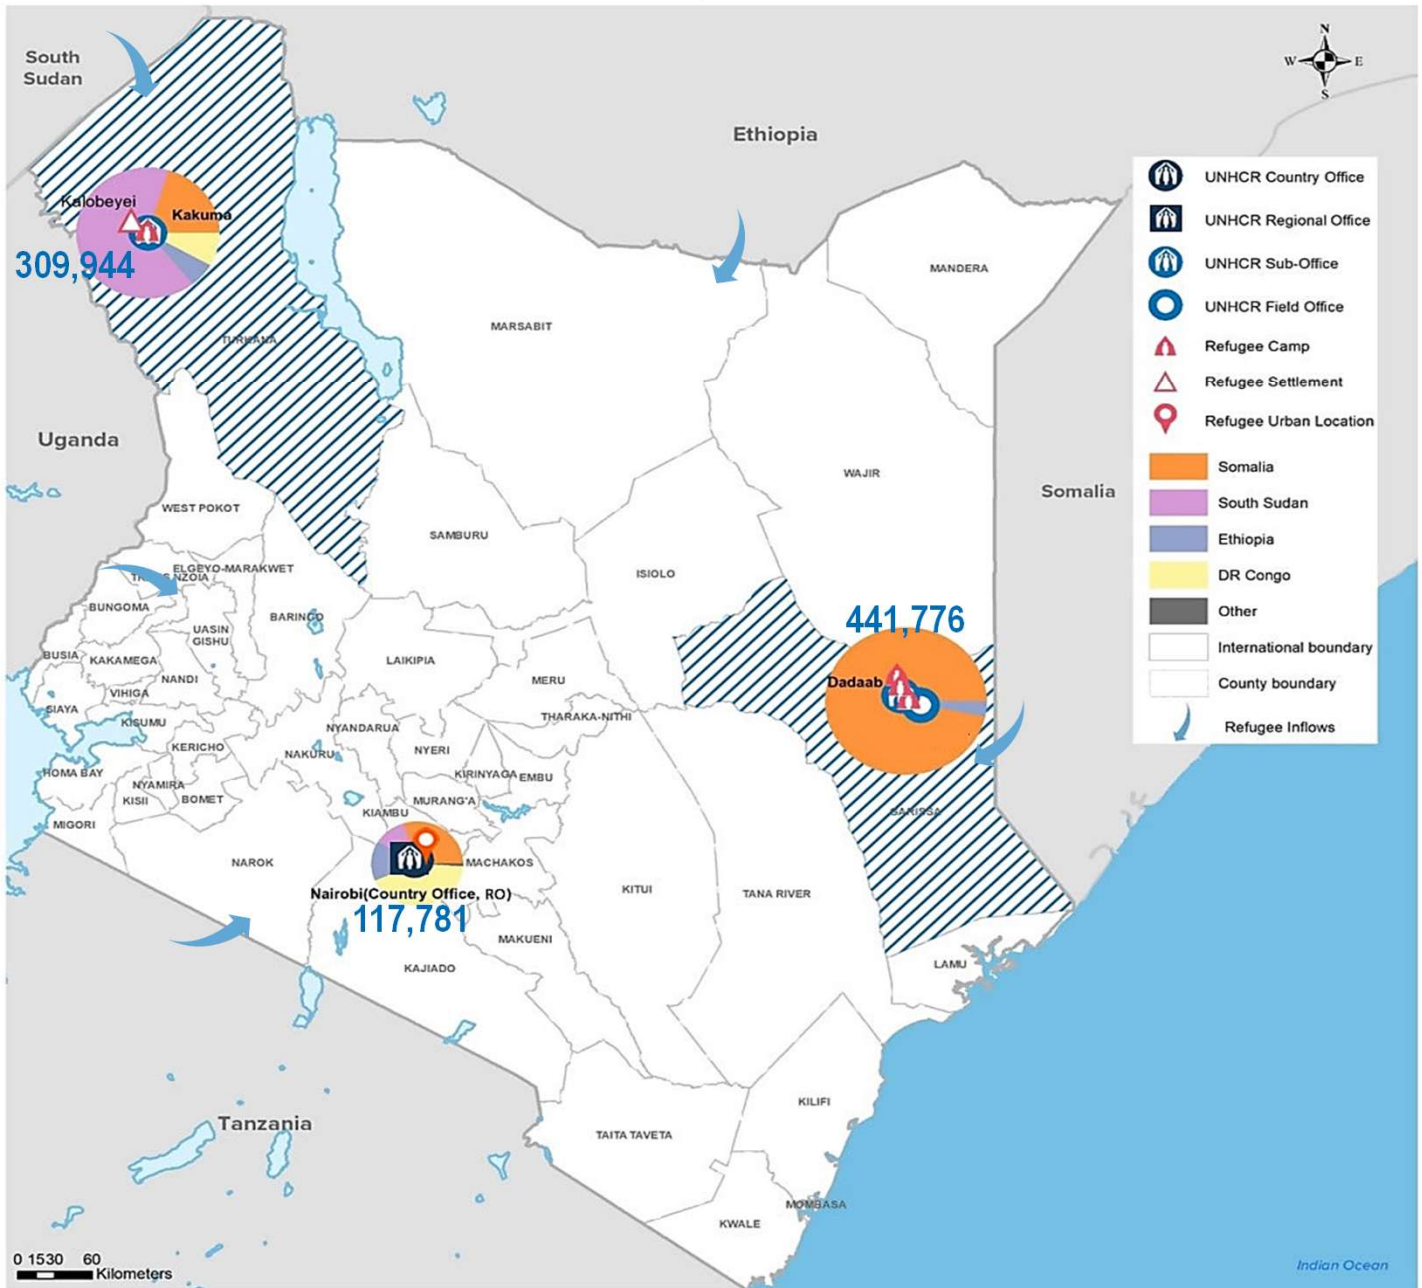 South
Sudan
Ethiopia
N
W
E
S
UNHCR Country Office
UNHCR Regional Office
UNHCR Sub-Office
UNHCR Field Office
Refugee Camp
Refugee Settlement
Refugee Urban Location
Somalia
South Sudan
Ethiopia
DR Congo
Other
International boundary
County boundary
Refugee Inflows
Kalobeyei
Kakuma
309,944
TURKANA
MARSABIT
MANDERA
Uganda
WAJIR
Somalia
WEST POKOT
SAMBURU
ISIOLO
ELGEYO-MARAKWET
TRANS NZOIA
BUNGOMA
BARINGO
UASIN
GISHU
441,776
Dadaab
BUSIA
KAKAMEGA
LAIKIPIA
NANDI
MERU
VIHIGA
SIAYA
KISUMU
THARAKA-NITHI
NYANDARUA
KERICHO
NAKURU
NYERI
HOMA BAY
NYAMIRA
KIRINYAGA
EMBU
KISII
BOMET
MURANG'A
KIAMBU
MIGORI
GARISSA
NAROK
MACHAKOS
Nairobi(Country Office, RO)
117,781
KITUI
TANA RIVER
MAKUENI
KAJIADO
LAMU
Tanzania
KILIFI
TAITA TAVETA
MOMBASA
KWALE
0 1530 60
Kilometers
Indian Ocean